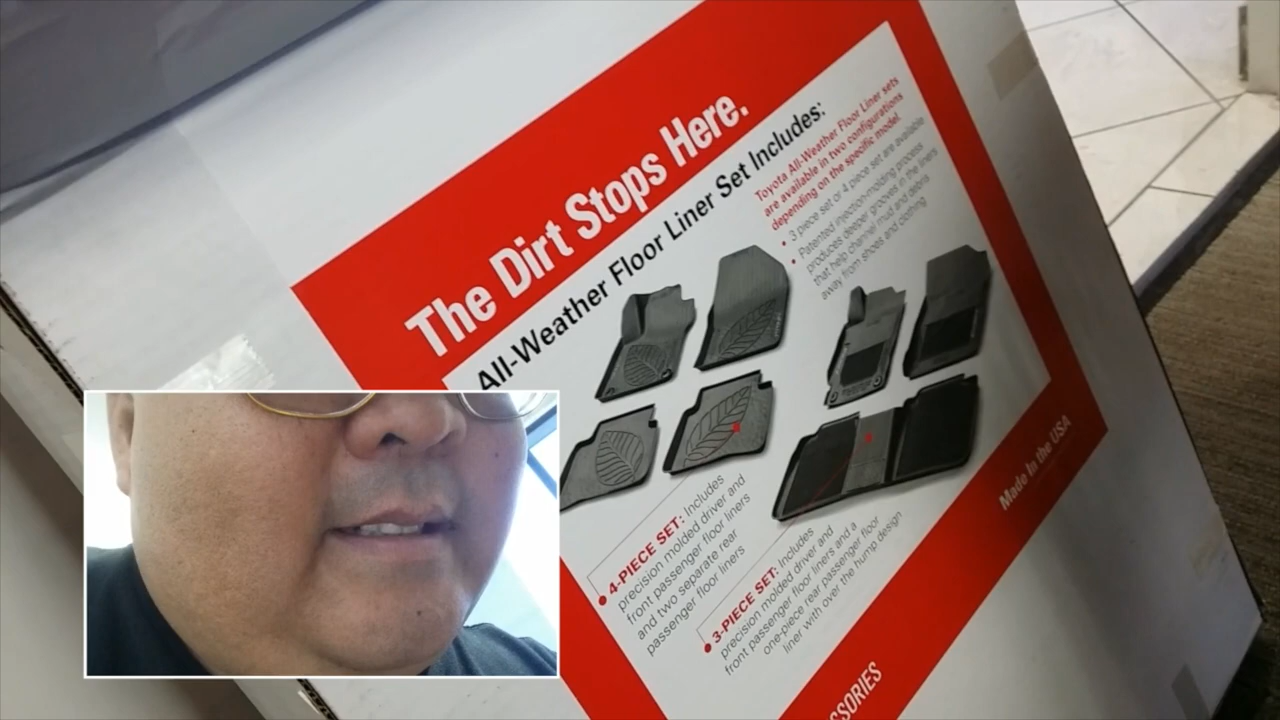 The Dirt Stops Here.
All-Weather Floor Liner Set Includes:
Toyota All-Weather Floor Liner sets
are available in two configurations
depending on the specific model.
• 3 piece set or 4 piece set are available
• Patented injection-molding process
produces deeper grooves in the liners
that help channel mud and debris
away from shoes and clothing
• 4-PIECE SET: Includes
precision molded driver and
front passenger floor liners
and two separate rear
passenger floor liners
• 3-PIECE SET: Includes
precision molded driver and
front passenger floor liners and a
one-piece rear passenger floor
liner with over the hump design
Made in the USA
SSORIES